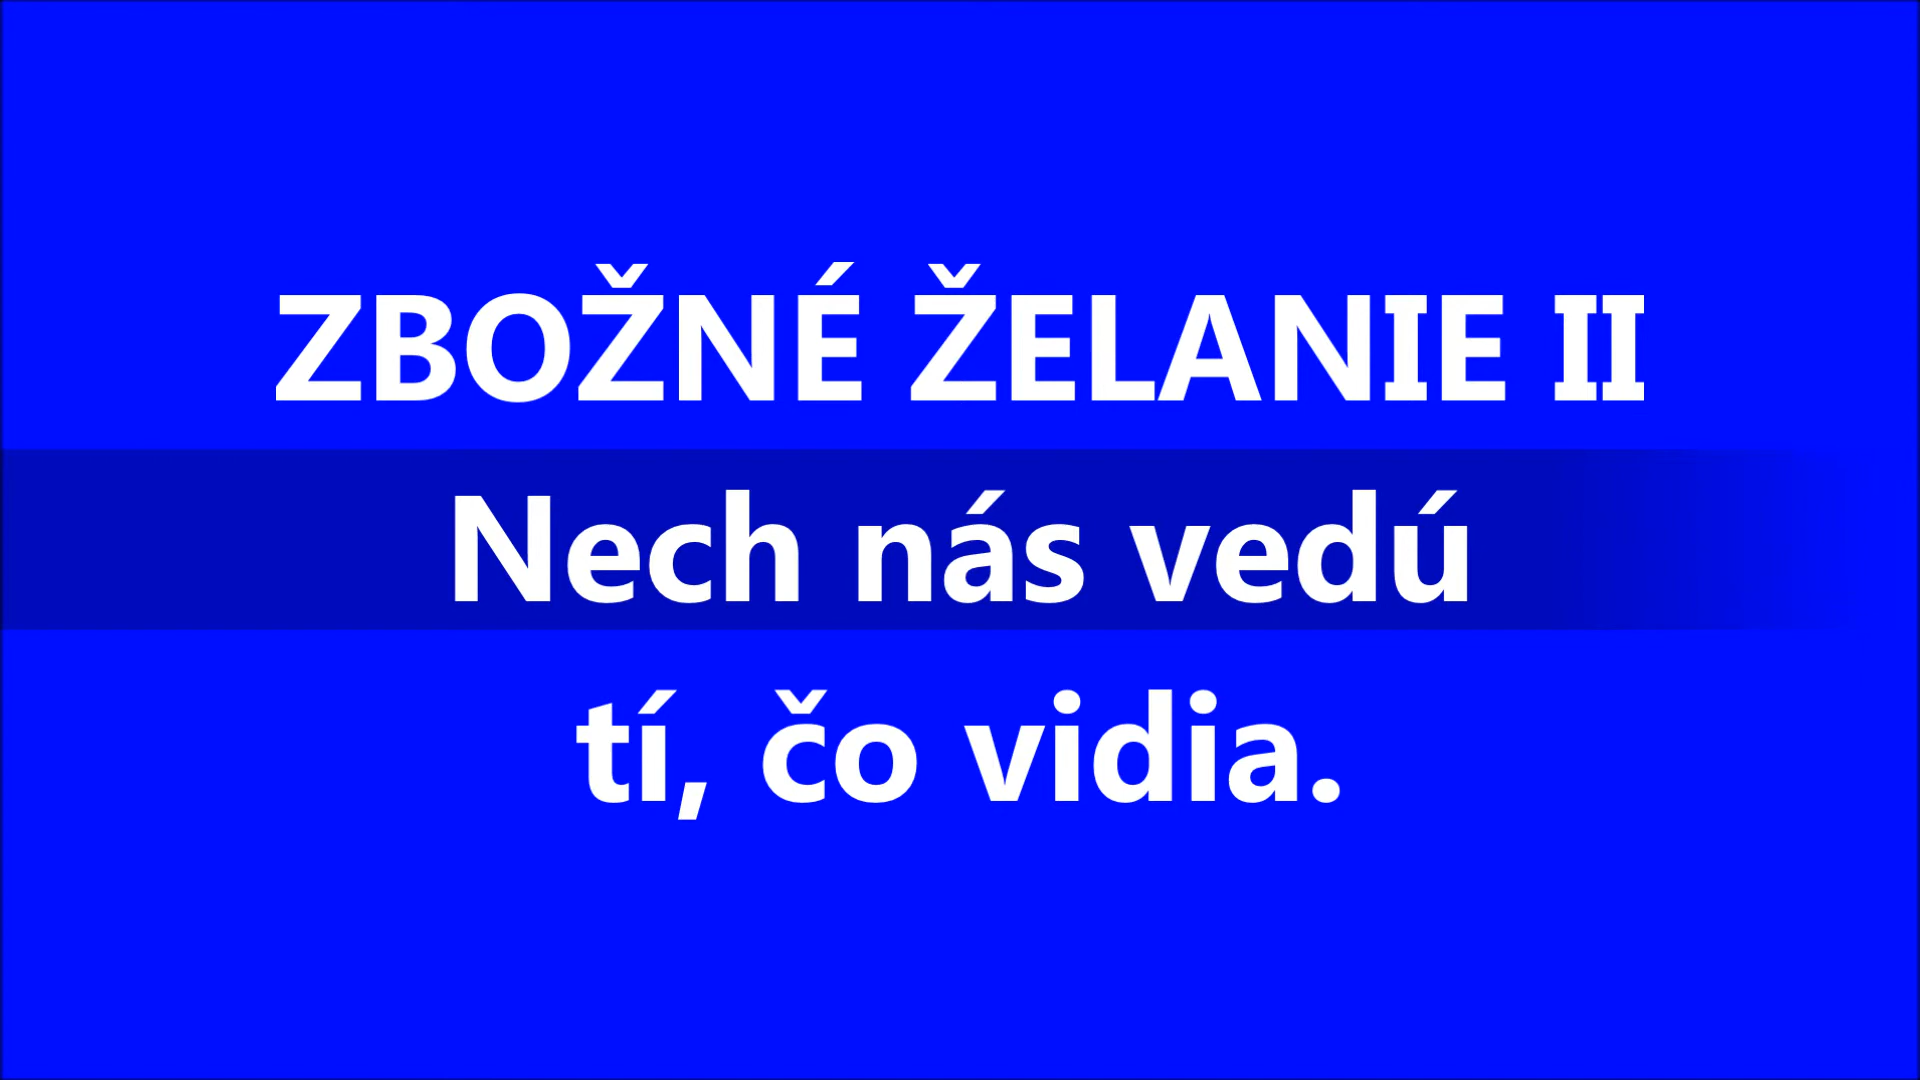 ZBOŽNÉ ŽELANIE II
Nech nás vedú
tí, čo vidia.